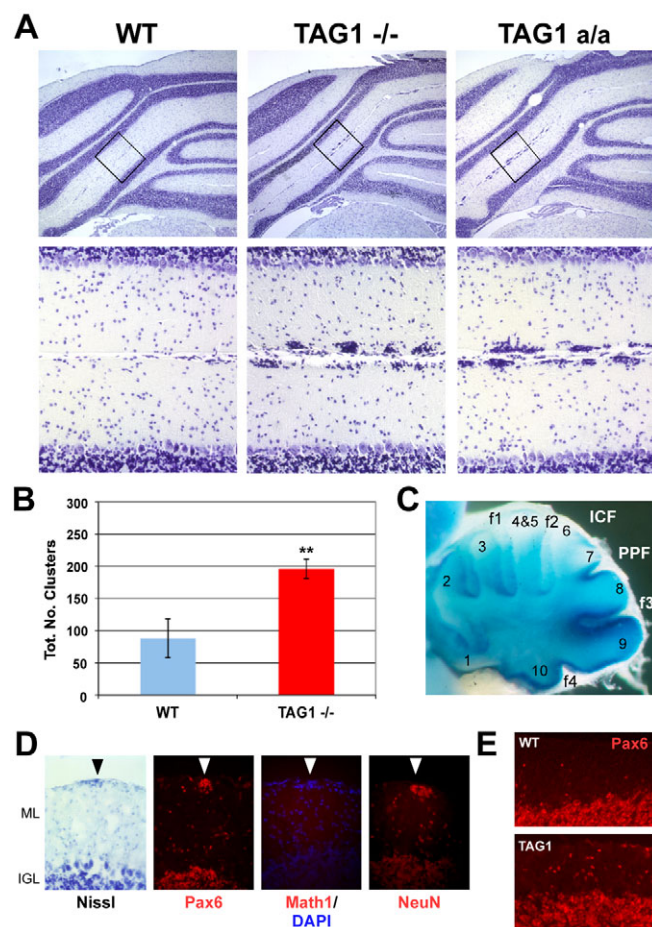 A
WT TAG1 -/- TAG1 a/a
B
Tot. No. Clusters
300
250
200
150
100
50
0
**
WT TAG1 -/-
C
f1 4&5 f2 6 ICF
3 7 PPF
2 8
f3
9
1 10 f4
D
ML
IGL
Nissl Pax6 Math1/ NeuN
DAPI
E
WT Pax6
TAG1